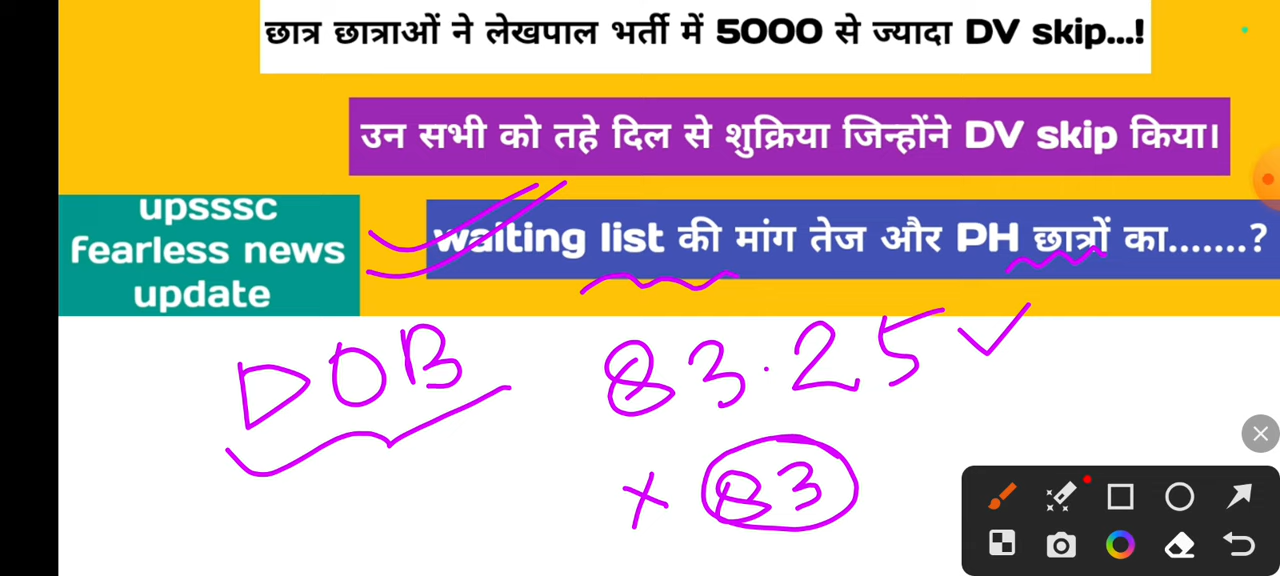 छात्र छात्राओं ने लेखपाल भर्ती में 5000 से ज्यादा DV skip...!
उन सभी को तहे दिल से शुक्रिया जिन्होंने DV skip किया।
upsssc
fearless news
update
waiting list की मांग तेज और PH छात्रों का.......?
DOB 83.25
83